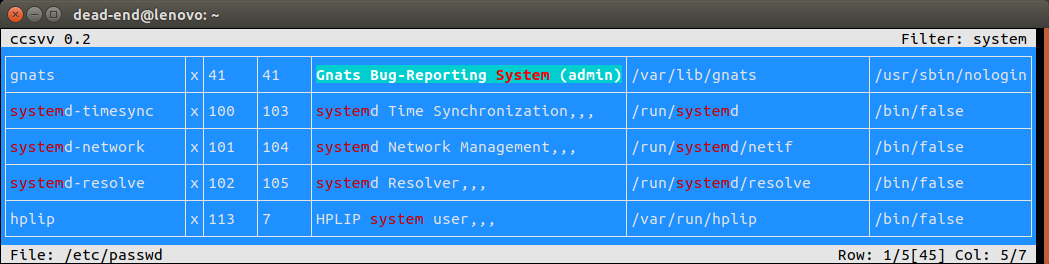 dead-end@lenovo: ~
ccsvv 0.2 Filter: system
gnats x 41 41 Gnats Bug-Reporting System (admin) /var/lib/gnats /usr/sbin/nologin
systemd-timesync x 100 103 systemd Time Synchronization,,, /run/systemd /bin/false
systemd-network x 101 104 systemd Network Management,,, /run/systemd/netif /bin/false
systemd-resolve x 102 105 systemd Resolver,,, /run/systemd/resolve /bin/false
hplip x 113 7 HPLIP system user,,, /var/run/hplip /bin/false
File: /etc/passwd Row: 1/5[45] Col: 5/7